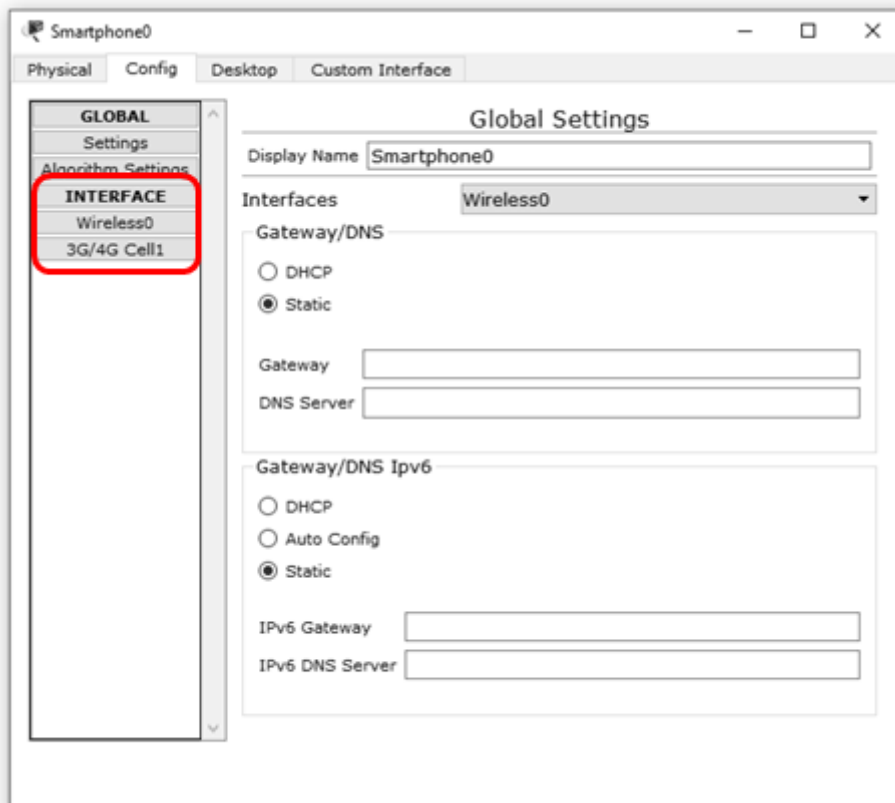 Smartphone0
Physical Config Desktop Custom Interface
GLOBAL
Settings
Algorithm Settings
INTERFACE
Wireless0
3G/4G Cell1
Global Settings
Display Name Smartphone0
Interfaces Wireless0
Gateway/DNS
DHCP
Static
Gateway
DNS Server
Gateway/DNS Ipv6
DHCP
Auto Config
Static
IPv6 Gateway
IPv6 DNS Server